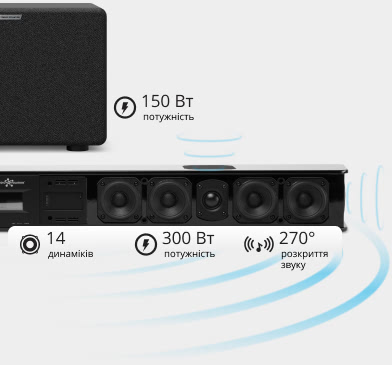 150 Вт
потужність
14
динаміків
300 Вт
потужність
270°
розкриття
звуку